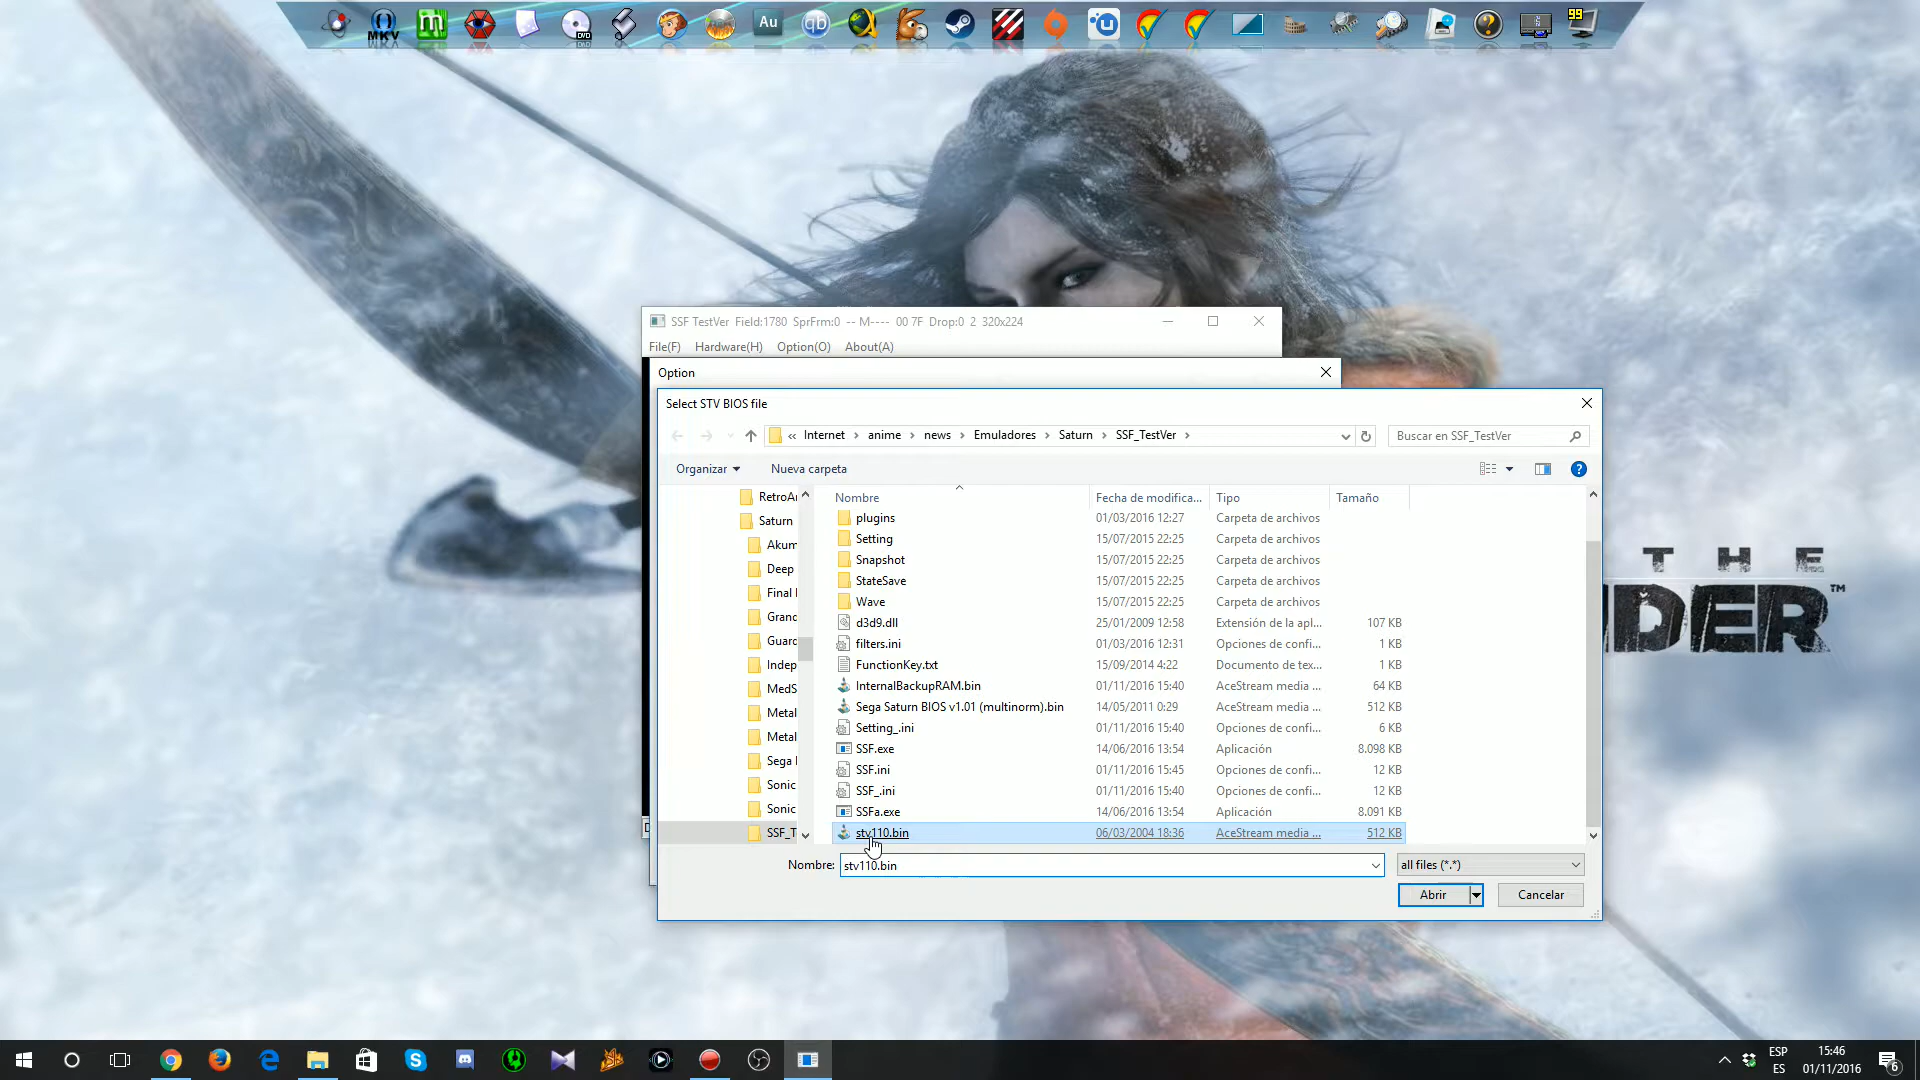 MKV
DVD
Au
qb
99
SSF TestVer Field:1780 SprFrm:0 -- M---- 00 7F Drop:0 2 320x224
File(F) Hardware(H) Option(O) About(A)
Option
Select STV BIOS file
« Internet > anime > news > Emuladores > Saturn > SSF_TestVer >
Buscar en SSF_TestVer
Organizar Nueva carpeta
Nombre Fecha de modifica... Tipo Tamaño
RetroAr
Saturn
Akum
Deep
Final
Grand
Guard
Indep
MedS
Metal
Metal
Sega
Sonic
Sonic
SSF_T
plugins 01/03/2016 12:27 Carpeta de archivos
Setting 15/07/2015 22:25 Carpeta de archivos
Snapshot 15/07/2015 22:25 Carpeta de archivos
StateSave 15/07/2015 22:25 Carpeta de archivos
Wave 15/07/2015 22:25 Carpeta de archivos
d3d9.dll 25/01/2009 12:58 Extensión de la apl... 107 KB
filters.ini 01/03/2016 12:31 Opciones de confi... 1 KB
FunctionKey.txt 15/09/2014 4:22 Documento de tex... 1 KB
InternalBackupRAM.bin 01/11/2016 15:40 AceStream media ... 64 KB
Sega Saturn BIOS v1.01 (multinorm).bin 14/05/2011 0:29 AceStream media ... 512 KB
Setting_.ini 01/11/2016 15:40 Opciones de confi... 6 KB
SSF.exe 14/06/2016 13:54 Aplicación 8.098 KB
SSF.ini 01/11/2016 15:45 Opciones de confi... 12 KB
SSF_.ini 01/11/2016 15:40 Opciones de confi... 12 KB
SSFa.exe 14/06/2016 13:54 Aplicación 8.091 KB
stv110.bin 06/03/2004 18:36 AceStream media ... 512 KB
Nombre: stv110.bin all files (*.*)
Abrir Cancelar
THE
IDER™
ESP
ES
15:46
01/11/2016
6